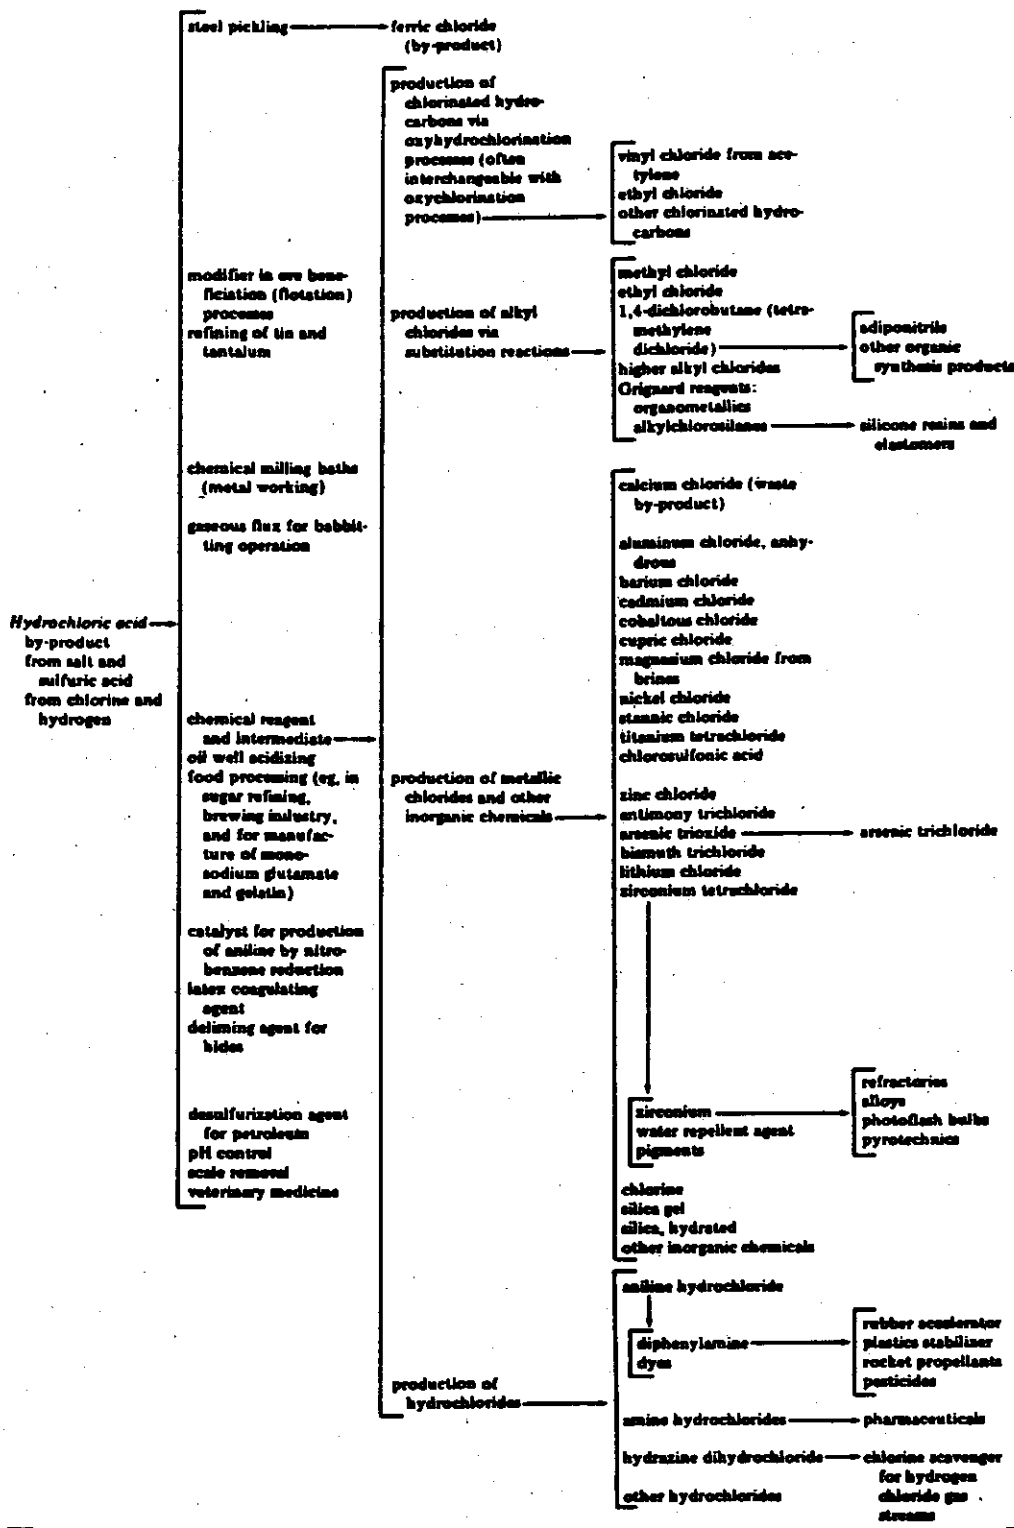 steel pickling
ferric chloride
(by-product)
production of
chlorinated hydro-
carbons via
oxyhydrochlorination
processes (often
interchangeable with
oxychlorination
processes)
vinyl chloride from ace-
tylene
ethyl chloride
other chlorinated hydro-
carbons
modifier in ore bene-
ficiation (flotation)
processes
refining of tin and
tantalum
production of alkyl
chlorides via
substitution reactions
methyl chloride
ethyl chloride
1,4-dichlorobutane (tetra-
methylene
dichloride)
higher alkyl chlorides
Grignard reagents:
organometallics
alkylchlorosilanes
adiponitrile
other organic
synthesis products
silicone resins and
elastomers
chemical milling baths
(metal working)
gaseous flux for babbit-
ting operation
Hydrochloric acid
by-product
from salt and
sulfuric acid
from chlorine and
hydrogen
chemical reagent
and intermediate
oil well acidizing
food processing (eg, in
sugar refining,
brewing industry,
and for manufac-
ture of mono-
sodium glutamate
and gelatin)
catalyst for production
of aniline by nitro-
benzene reduction
latex coagulating
agent
deliming agent for
hides
desulfurization agent
for petroleum
pH control
scale removal
veterinary medicine
production of metallic
chlorides and other
inorganic chemicals
calcium chloride (waste
by-product)
aluminum chloride, anhy-
drous
barium chloride
cadmium chloride
cobaltous chloride
cupric chloride
magnesium chloride from
brines
nickel chloride
stannic chloride
titanium tetrachloride
chlorosulfonic acid
zinc chloride
antimony trichloride
arsenic trioxide
arsenic trichloride
bismuth trichloride
lithium chloride
zirconium tetrachloride
zirconium
water repellent agent
pigments
refractories
alloys
photoflash bulbs
pyrotechnics
chlorine
silica gel
silica, hydrated
other inorganic chemicals
production of
hydrochlorides
aniline hydrochloride
diphenylamine
dyes
rubber accelerator
plastics stabilizer
rocket propellants
pesticides
amine hydrochlorides
pharmaceuticals
hydrazine dihydrochloride
chlorine scavenger
for hydrogen
chloride gas
streams
other hydrochlorides